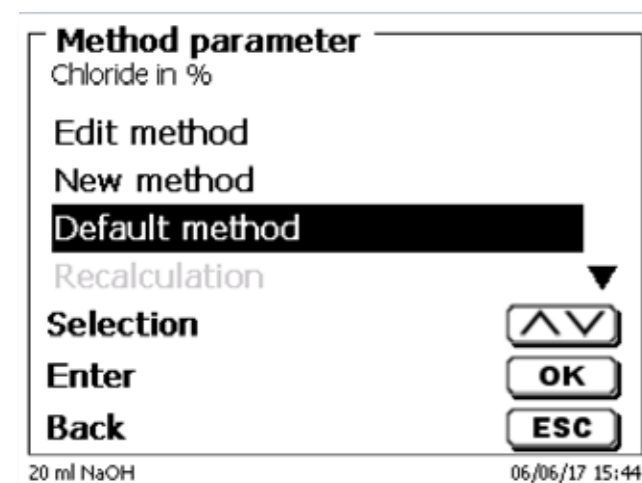 Method parameter
Chloride in %
Edit method
New method
Default method
Recalculation
Selection
Enter OK
Back ESC
20 ml NaOH 06/06/17 15:44